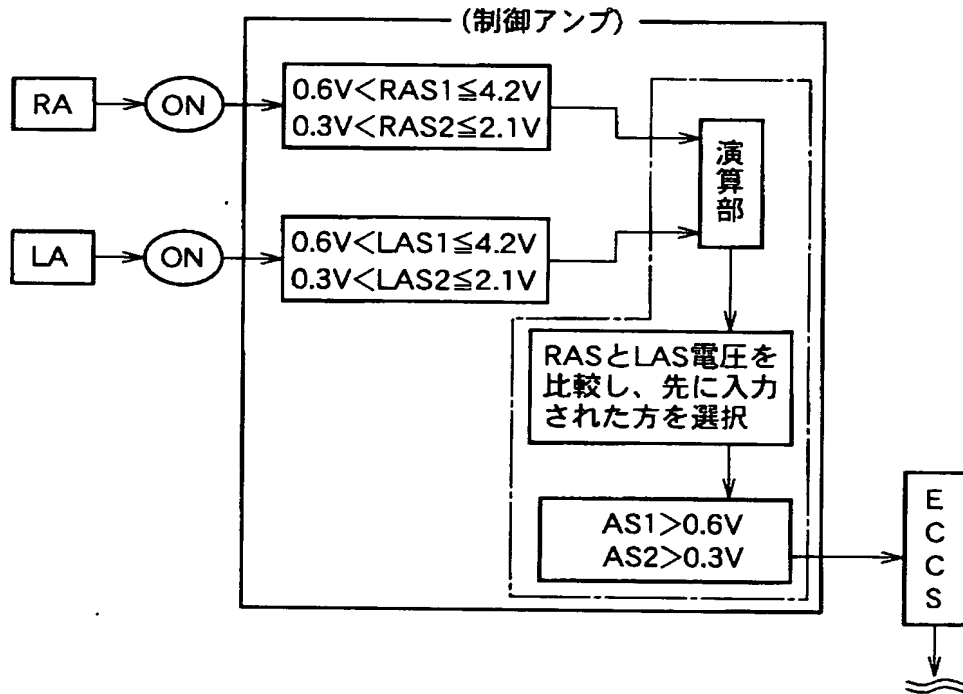 (制御アンプ)
RA
ON
0.6V<RAS1≦4.2V
0.3V<RAS2≦2.1V
演算部
LA
ON
0.6V<LAS1≦4.2V
0.3V<LAS2≦2.1V
RASとLAS電圧を
比較し、先に入力
された方を選択
AS1>0.6V
AS2>0.3V
ECCS